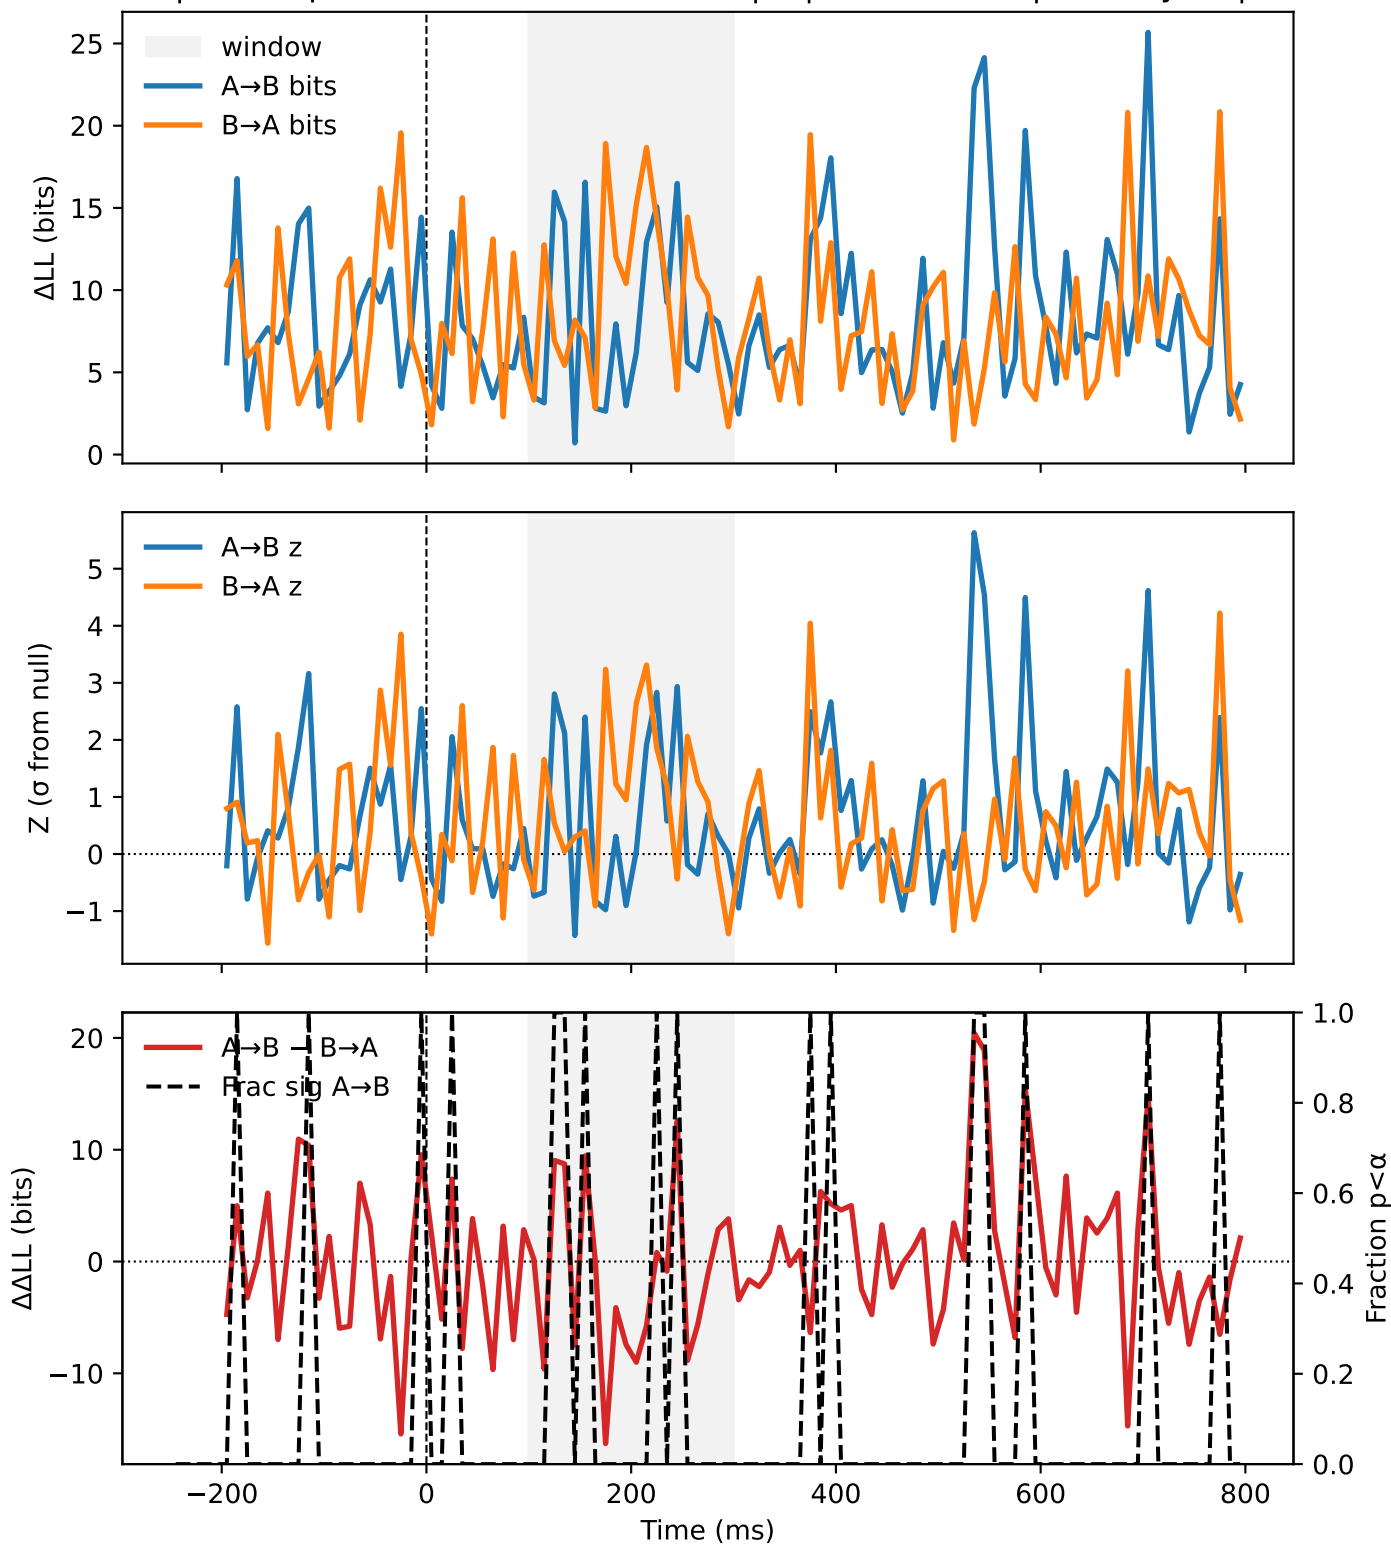 25
20
15
10
5
0
ΔLL (bits)
window
A→B bits
B→A bits
5
4
3
2
1
0
−1
Z (σ from null)
A→B z
B→A z
20
10
0
−10
ΔΔLL (bits)
A→B − B→A
Frac sig A→B
1.0
0.8
0.6
0.4
0.2
0.0
Fraction p<α
−200 0 200 400 600 800
Time (ms)